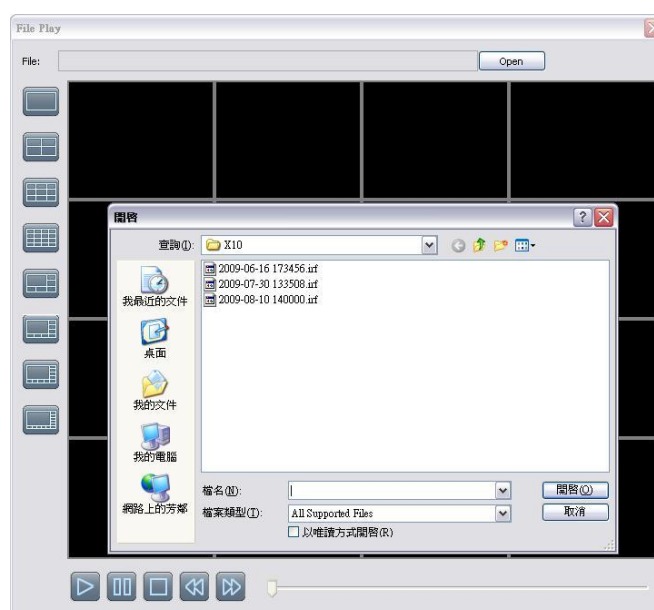 File Play
File:
Open
開啓
查詢(I):
X10
我最近的文件
桌面
我的文件
我的電腦
網路上的芳鄰
2009-06-16 173456.irf
2009-07-30 133508.irf
2009-08-10 140000.irf
檔名(N):
開啓(O)
檔案類型(T):
All Supported Files
取消
以唯讀方式開啓(R)